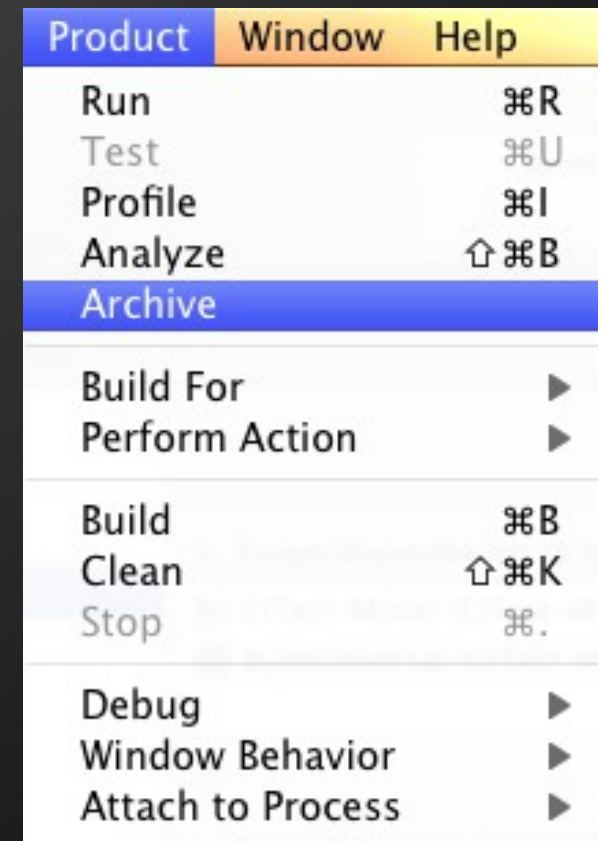 Product Window Help
Run ⌘R
Test ⌘U
Profile ⌘I
Analyze ⇧⌘B
Archive
Build For ▶
Perform Action ▶
Build ⌘B
Clean ⇧⌘K
Stop ⌘.
Debug ▶
Window Behavior ▶
Attach to Process ▶